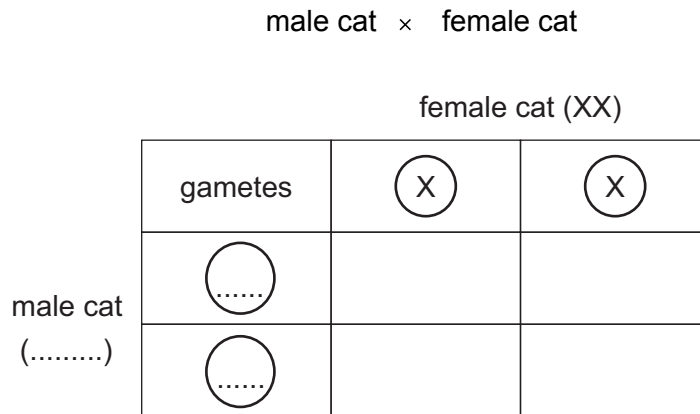 male cat × female cat
female cat (XX)
gametes X X
......
male cat
(.........)
......